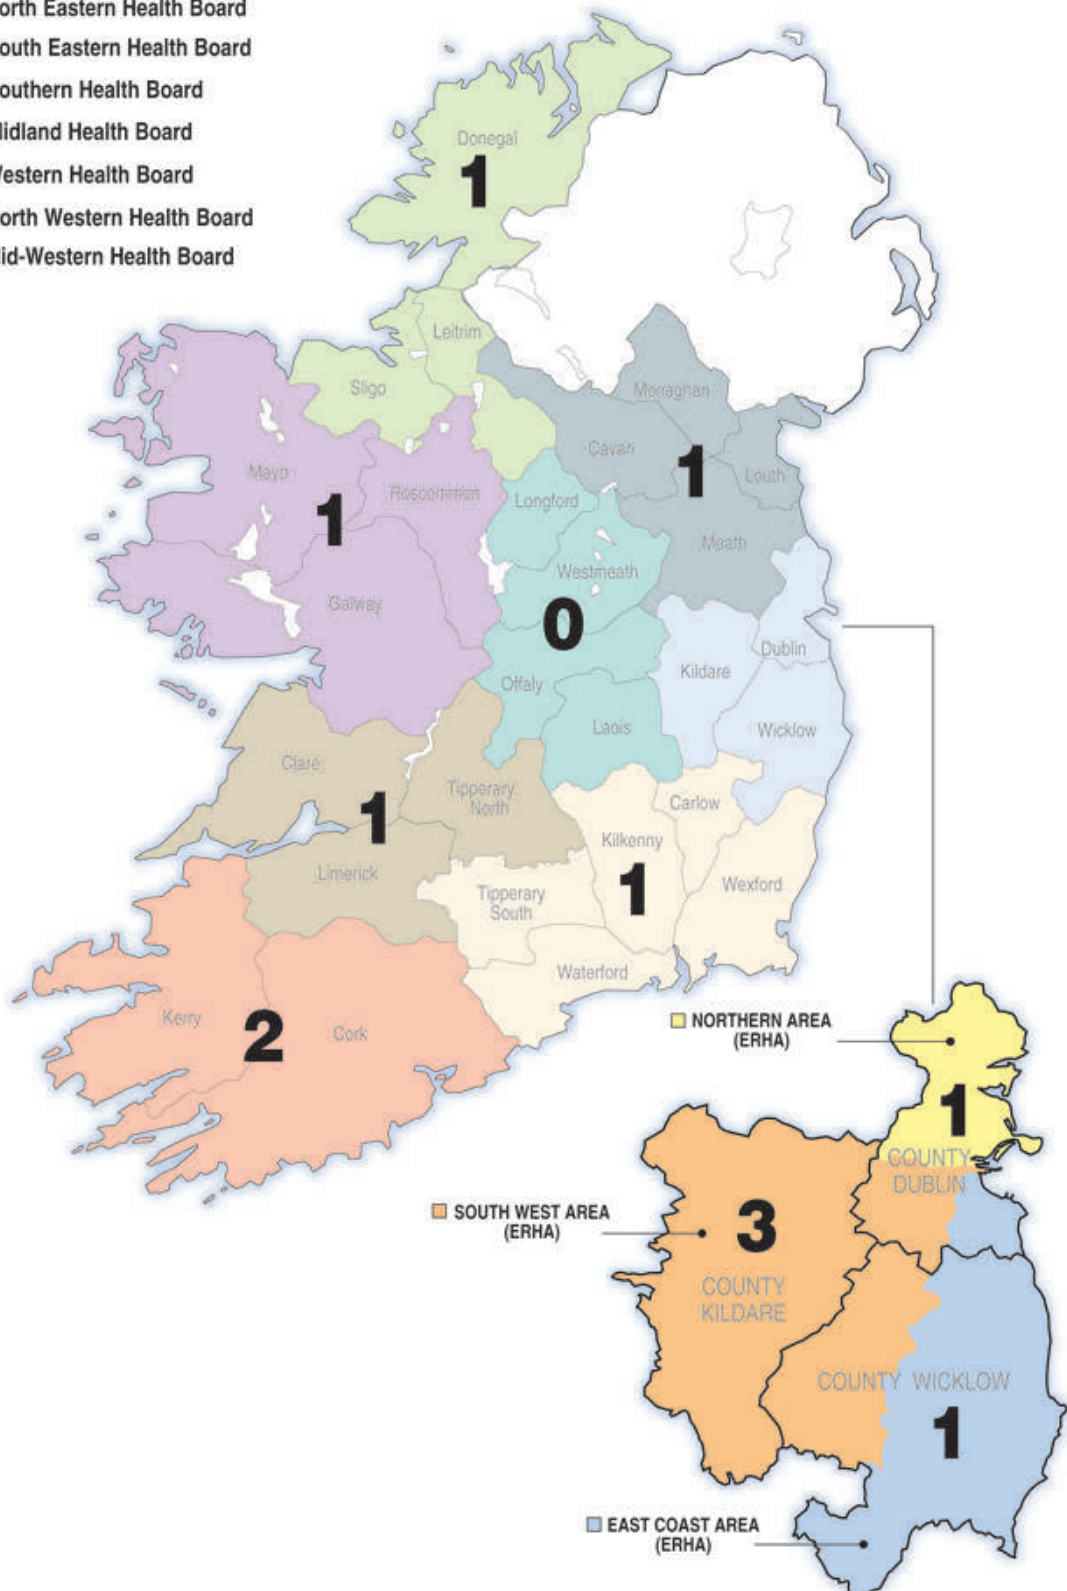 orth Eastern Health Board
outh Eastern Health Board
outhern Health Board
idland Health Board
estern Health Board
orth Western Health Board
id-Western Health Board
Donegal
1
Leitrim
Sligo
Monaghan
Cavan
1
Louth
Mayo
1
Roscommon
Longford
Meath
Westmeath
Galway
0
Dublin
Kildare
Offaly
Laois
Wicklow
Clare
1
Tipperary
North
Carlow
Kilkenny
1
Limerick
Tipperary
South
Wexford
Waterford
Kerry
2
Cork
NORTHERN AREA
(ERHA)
1
COUNTY
DUBLIN
SOUTH WEST AREA
(ERHA)
3
COUNTY
KILDARE
COUNTY WICKLOW
1
EAST COAST AREA
(ERHA)